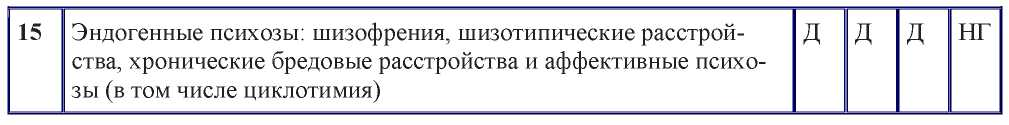 15 Эндогенные психозы: шизофрения, шизотипические расстрой- Д Д Д НГ
ства, хронические бредовые расстройства и аффективные психо-
зы (в том числе циклотимия)